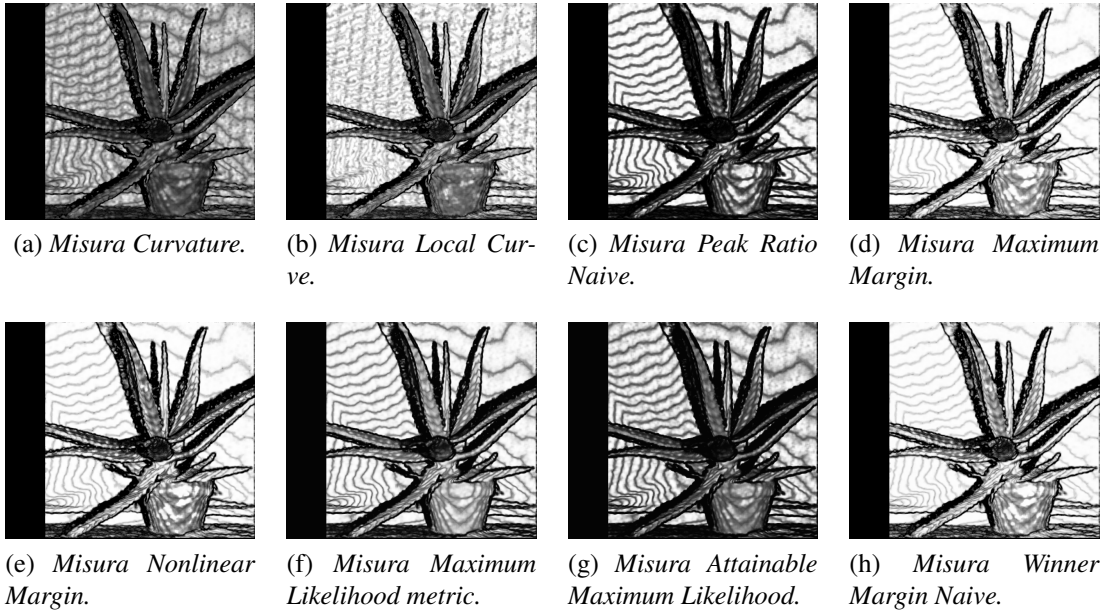 (a) Misura Curvature.
(b) Misura Local Cur-
ve.
(c) Misura Peak Ratio
Naive.
(d) Misura Maximum
Margin.
(e) Misura Nonlinear
Margin.
(f) Misura Maximum
Likelihood metric.
(g) Misura Attainable
Maximum Likelihood.
(h) Misura Winner
Margin Naive.